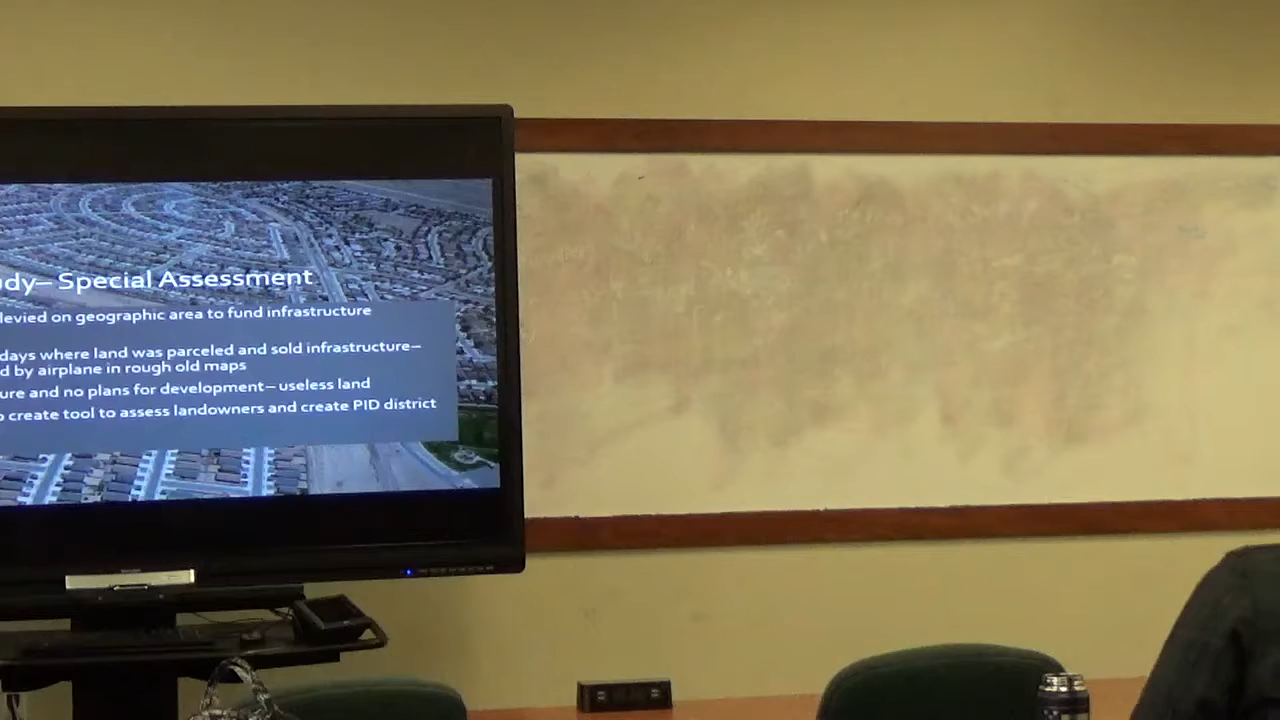 udy– Special Assessment
levied on geographic area to fund infrastructure
days where land was parceled and sold infrastructure–
d by airplane in rough old maps
ure and no plans for development– useless land
o create tool to assess landowners and create PID district